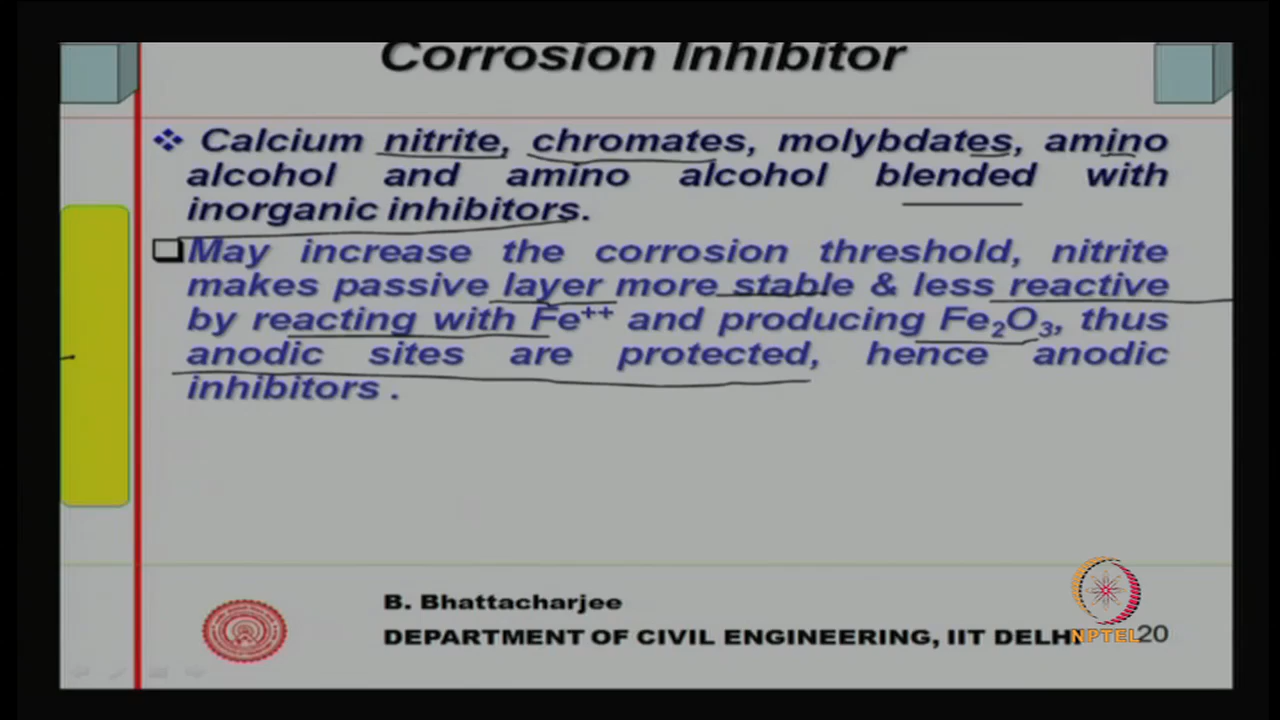 Corrosion Inhibitor
Calcium nitrite, chromates, molybdates, amino
alcohol and amino alcohol blended with
inorganic inhibitors.
May increase the corrosion threshold, nitrite
makes passive layer more stable & less reactive
by reacting with Fe⁺⁺ and producing Fe₂O₃, thus
anodic sites are protected, hence anodic
inhibitors .
B. Bhattacharjee
DEPARTMENT OF CIVIL ENGINEERING, IIT DELHI
NPTEL
20